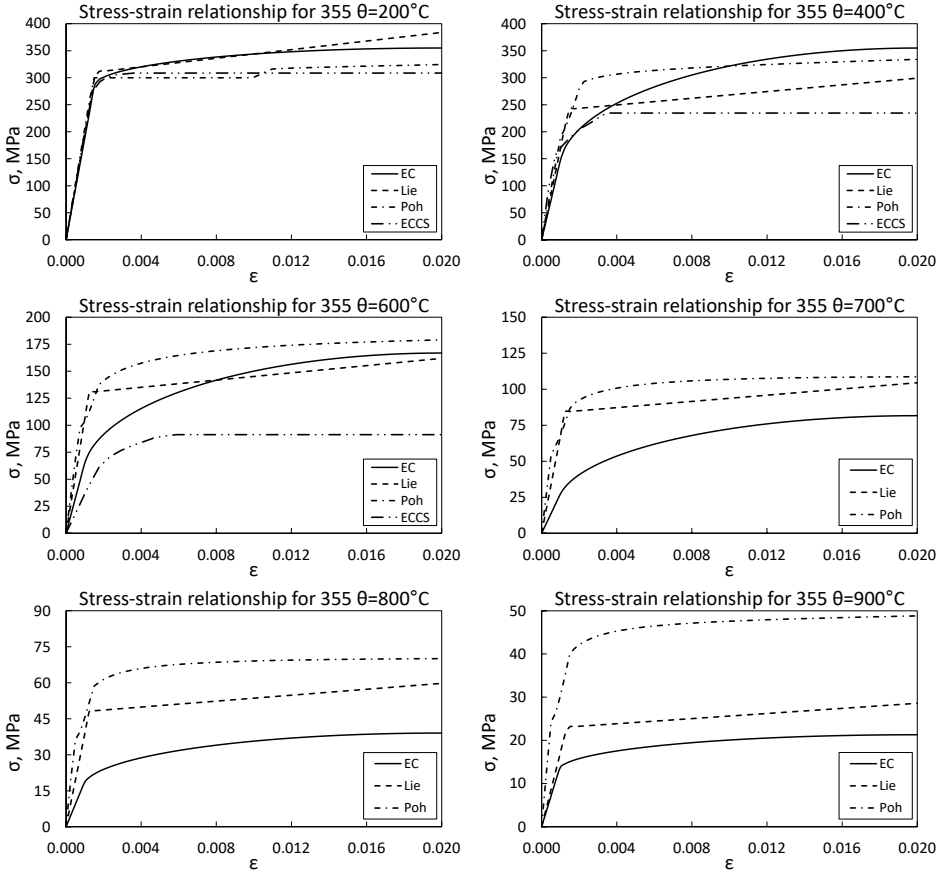 Stress-strain relationship for 355 θ=200°C
400
350
300
250
200
150
100
50
0
σ, MPa
0.000 0.004 0.008 0.012 0.016 0.020
ε
EC
Lie
Poh
ECCS
Stress-strain relationship for 355 θ=400°C
400
350
300
250
200
150
100
50
0
σ, MPa
0.000 0.004 0.008 0.012 0.016 0.020
ε
EC
Lie
Poh
ECCS
Stress-strain relationship for 355 θ=600°C
200
175
150
125
100
75
50
25
0
σ, MPa
0.000 0.004 0.008 0.012 0.016 0.020
ε
EC
Lie
Poh
ECCS
Stress-strain relationship for 355 θ=700°C
150
125
100
75
50
25
0
σ, MPa
0.000 0.004 0.008 0.012 0.016 0.020
ε
EC
Lie
Poh
Stress-strain relationship for 355 θ=800°C
90
75
60
45
30
15
0
σ, MPa
0.000 0.004 0.008 0.012 0.016 0.020
ε
EC
Lie
Poh
Stress-strain relationship for 355 θ=900°C
50
40
30
20
10
0
σ, MPa
0.000 0.004 0.008 0.012 0.016 0.020
ε
EC
Lie
Poh